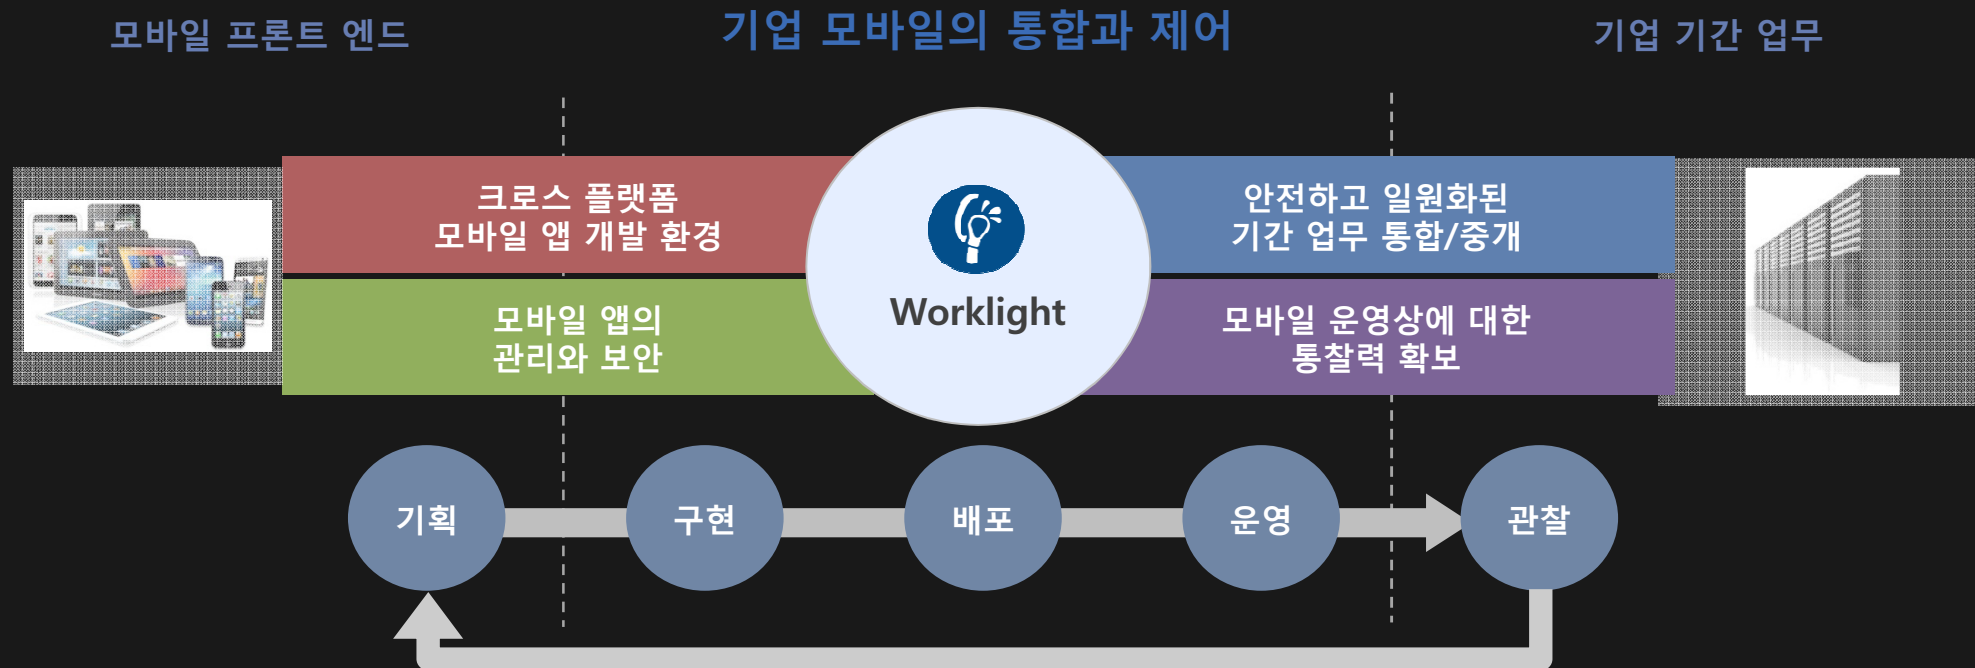 모바일 프론트 엔드
기업 모바일의 통합과 제어
기업 기간 업무
크로스 플랫폼
모바일 앱 개발 환경
안전하고 일원화된
기간 업무 통합/중개
Worklight
모바일 앱의
관리와 보안
모바일 운영상에 대한
통찰력 확보
기획
구현
배포
운영
관찰